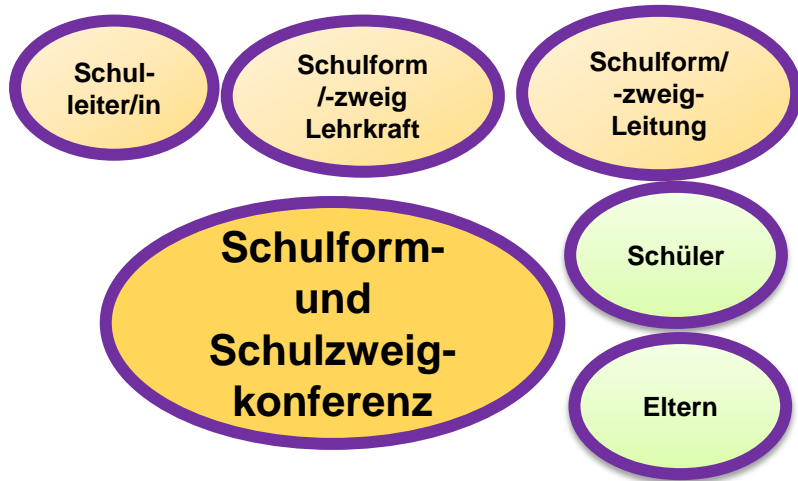 Schul-
leiter/in
Schulform
/-zweig
Lehrkraft
Schulform/
-zweig-
Leitung
Schulform-
und
Schulzweig-
konferenz
Schüler
Eltern